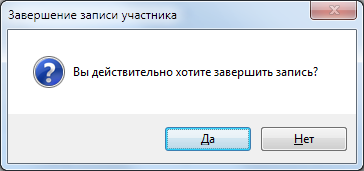 Завершение записи участника
Вы действительно хотите завершить запись?
Да
Нет